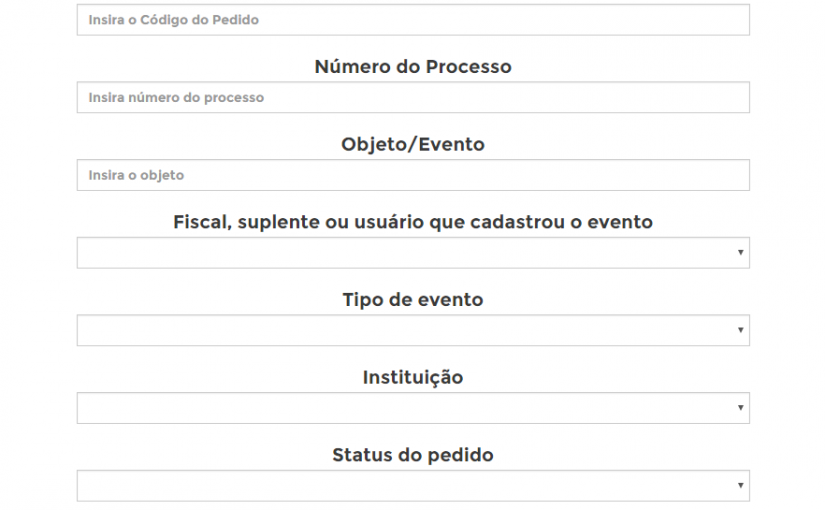 Insira o Código do Pedido
Número do Processo
Insira número do processo
Objeto/Evento
Insira o objeto
Fiscal, suplente ou usuário que cadastrou o evento
Tipo de evento
Instituição
Status do pedido